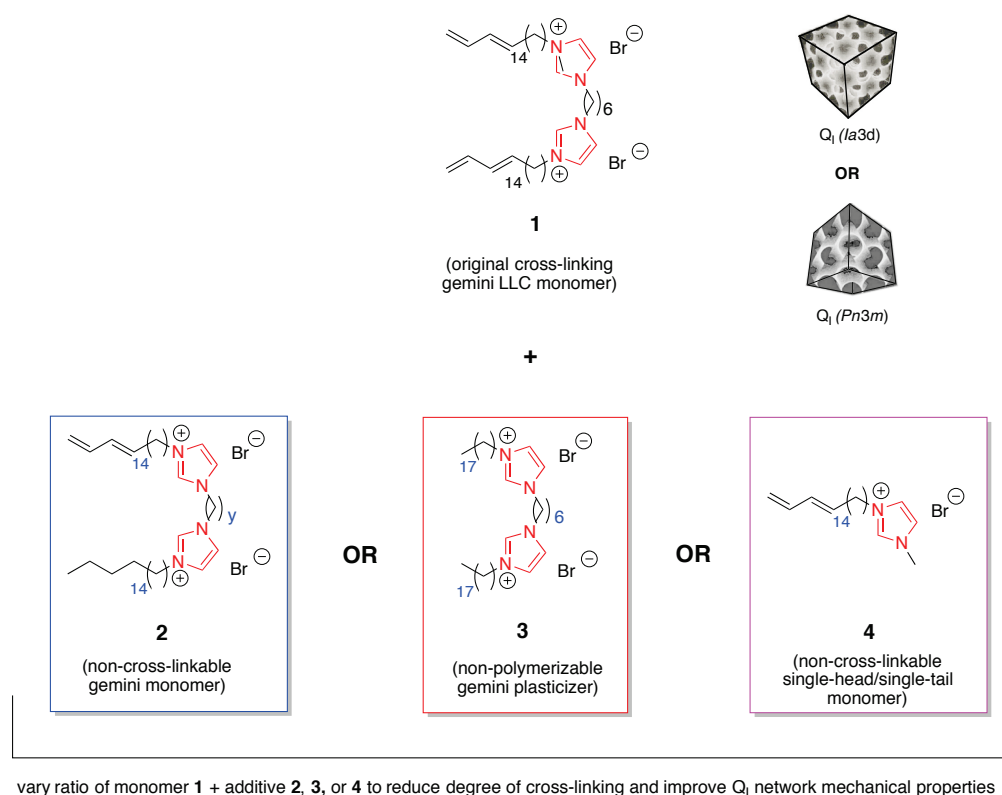 14
N
N
6
N
N
14
Br
Br
1
(original cross-linking
gemini LLC monomer)
Q_I (Ia3d)
OR
Q_I (Pn3m)
+
14
N
N
y
N
N
14
Br
Br
2
(non-cross-linkable
gemini monomer)
OR
17
N
N
6
N
N
17
Br
Br
3
(non-polymerizable
gemini plasticizer)
OR
14
N
N
Br
4
(non-cross-linkable
single-head/single-tail
monomer)
vary ratio of monomer 1 + additive 2, 3, or 4 to reduce degree of cross-linking and improve Q_I network mechanical properties